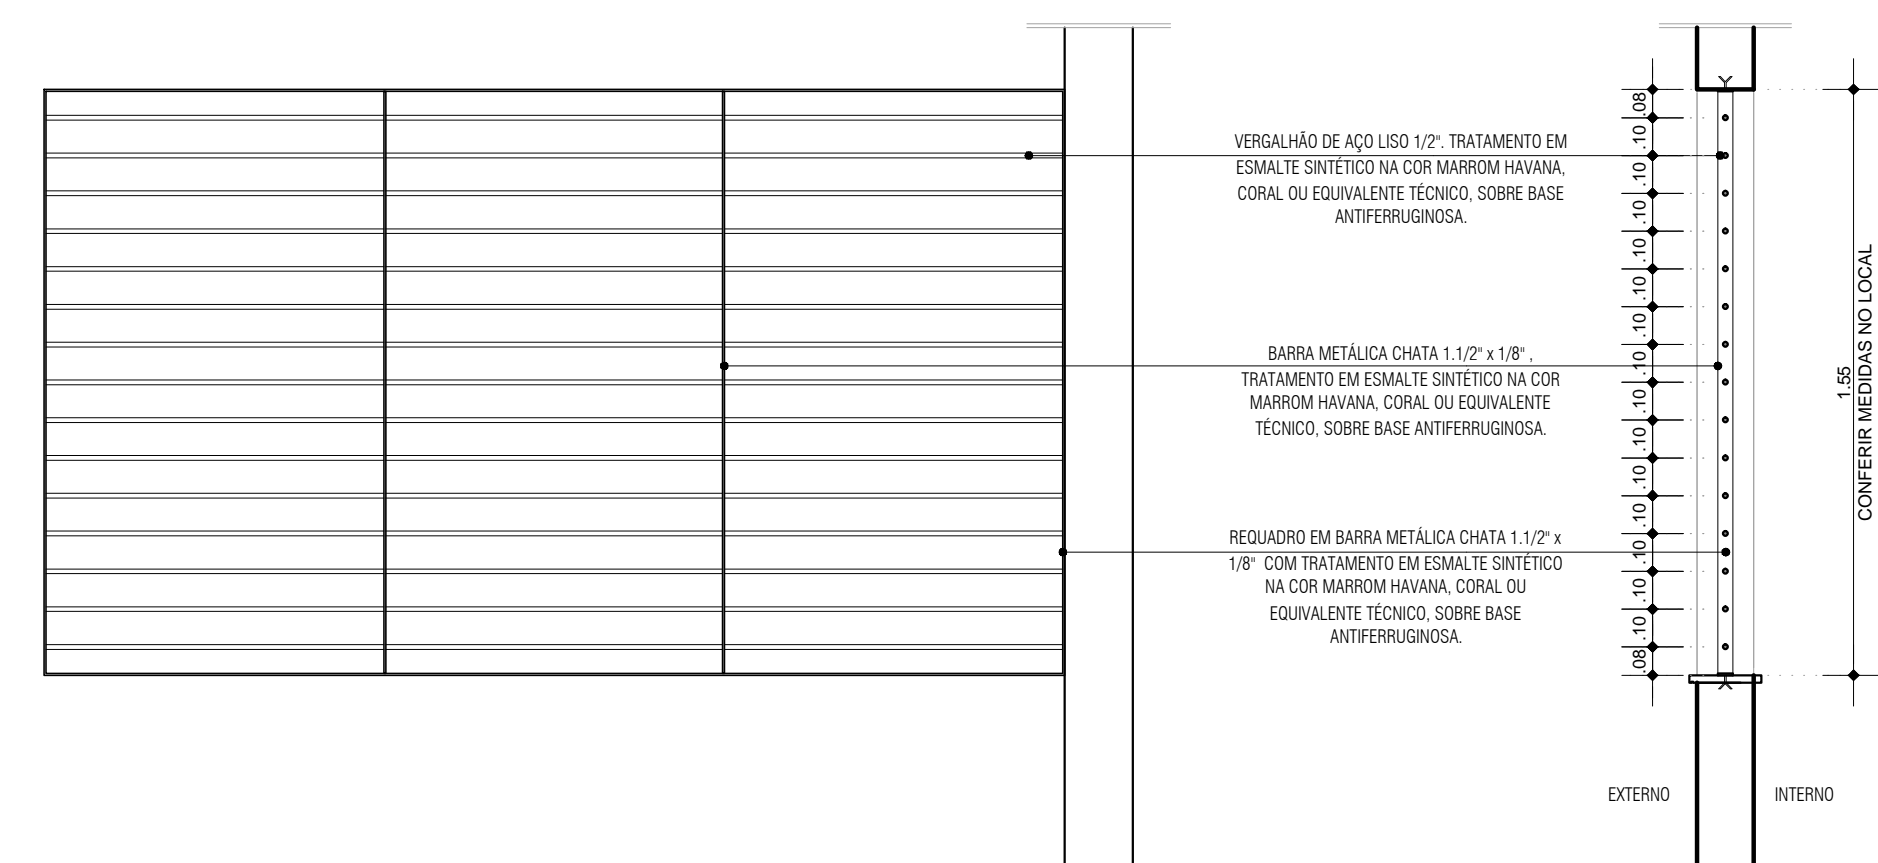 VERGALHÃO DE AÇO LISO 1/2". TRATAMENTO EM
ESMALTE SINTÉTICO NA COR MARROM HAVANA,
CORAL OU EQUIVALENTE TÉCNICO, SOBRE BASE
ANTIFERRUGINOSA.
BARRA METÁLICA CHATA 1.1/2" x 1/8" ,
TRATAMENTO EM ESMALTE SINTÉTICO NA COR
MARROM HAVANA, CORAL OU EQUIVALENTE
TÉCNICO, SOBRE BASE ANTIFERRUGINOSA.
REQUADRO EM BARRA METÁLICA CHATA 1.1/2" x
1/8" COM TRATAMENTO EM ESMALTE SINTÉTICO
NA COR MARROM HAVANA, CORAL OU
EQUIVALENTE TÉCNICO, SOBRE BASE
ANTIFERRUGINOSA.
.08
.10
.10
.10
.10
.10
.10
.10
.10
.10
.10
.10
.10
.10
.10
.08
1.55
CONFERIR MEDIDAS NO LOCAL
EXTERNO
INTERNO